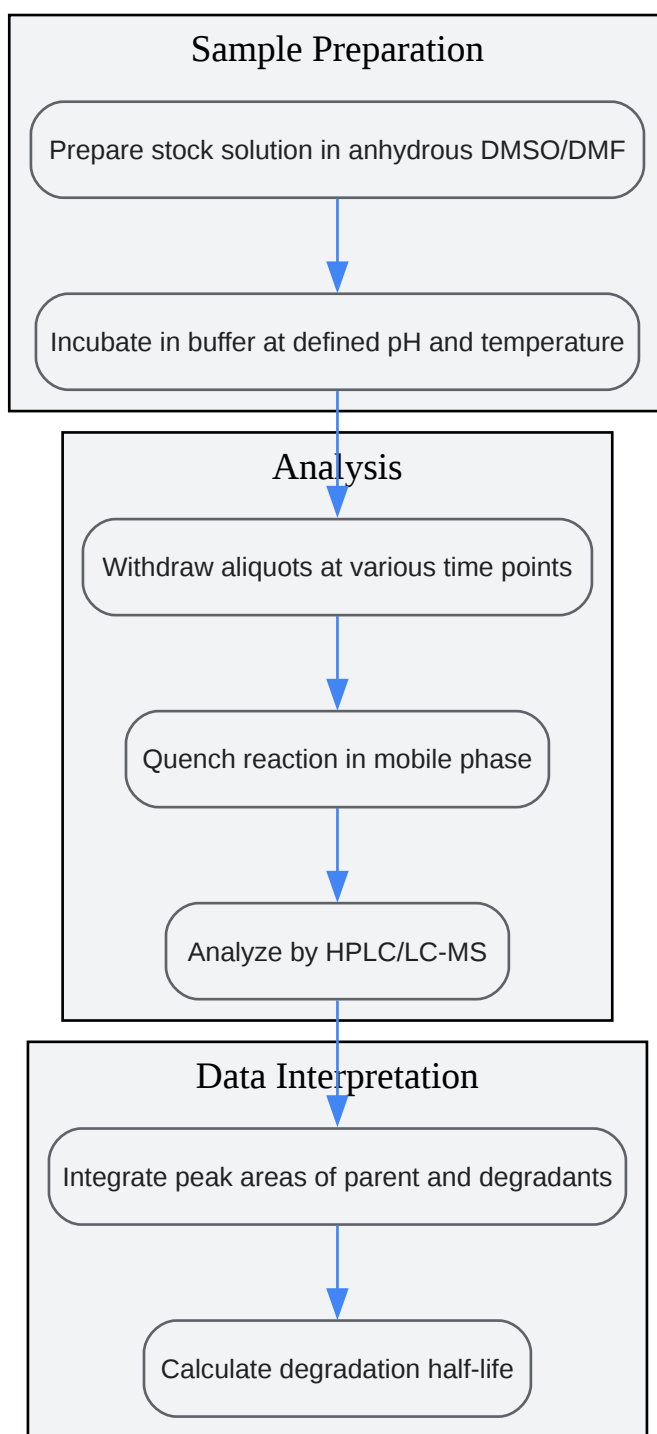 Sample Preparation
Prepare stock solution in anhydrous DMSO/DMF
Incubate in buffer at defined pH and temperature
Analysis
Withdraw aliquots at various time points
Quench reaction in mobile phase
Analyze by HPLC/LC-MS
Data Interpretation
Integrate peak areas of parent and degradants
Calculate degradation half-life